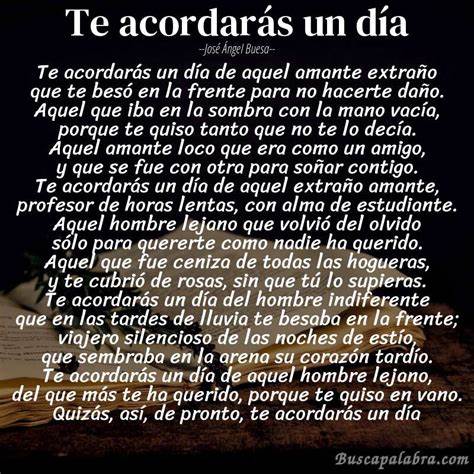 Te acordarás un día
--José Ángel Buesa--
Te acordarás un día de aquel amante extraño
que te besó en la frente para no hacerte daño.
Aquel que iba en la sombra con la mano vacía,
porque te quiso tanto que no te lo decía.
Aquel amante loco que era como un amigo,
y que se fue con otra para soñar contigo.
Te acordarás un día de aquel extraño amante,
profesor de horas lentas, con alma de estudiante.
Aquel hombre lejano que volvió del olvido
sólo para quererte como nadie ha querido.
Aquel que fue ceniza de todas las hogueras,
y te cubrió de rosas, sin que tú lo supieras.
Te acordarás un día del hombre indiferente
que en las tardes de lluvia te besaba en la frente;
viajero silencioso de las noches de estío,
que sembraba en la arena su corazón tardío.
Te acordarás un día de aquel hombre lejano,
del que más te ha querido, porque te quiso en vano.
Quizás, así, de pronto, te acordarás un día
Buscapalabra.com